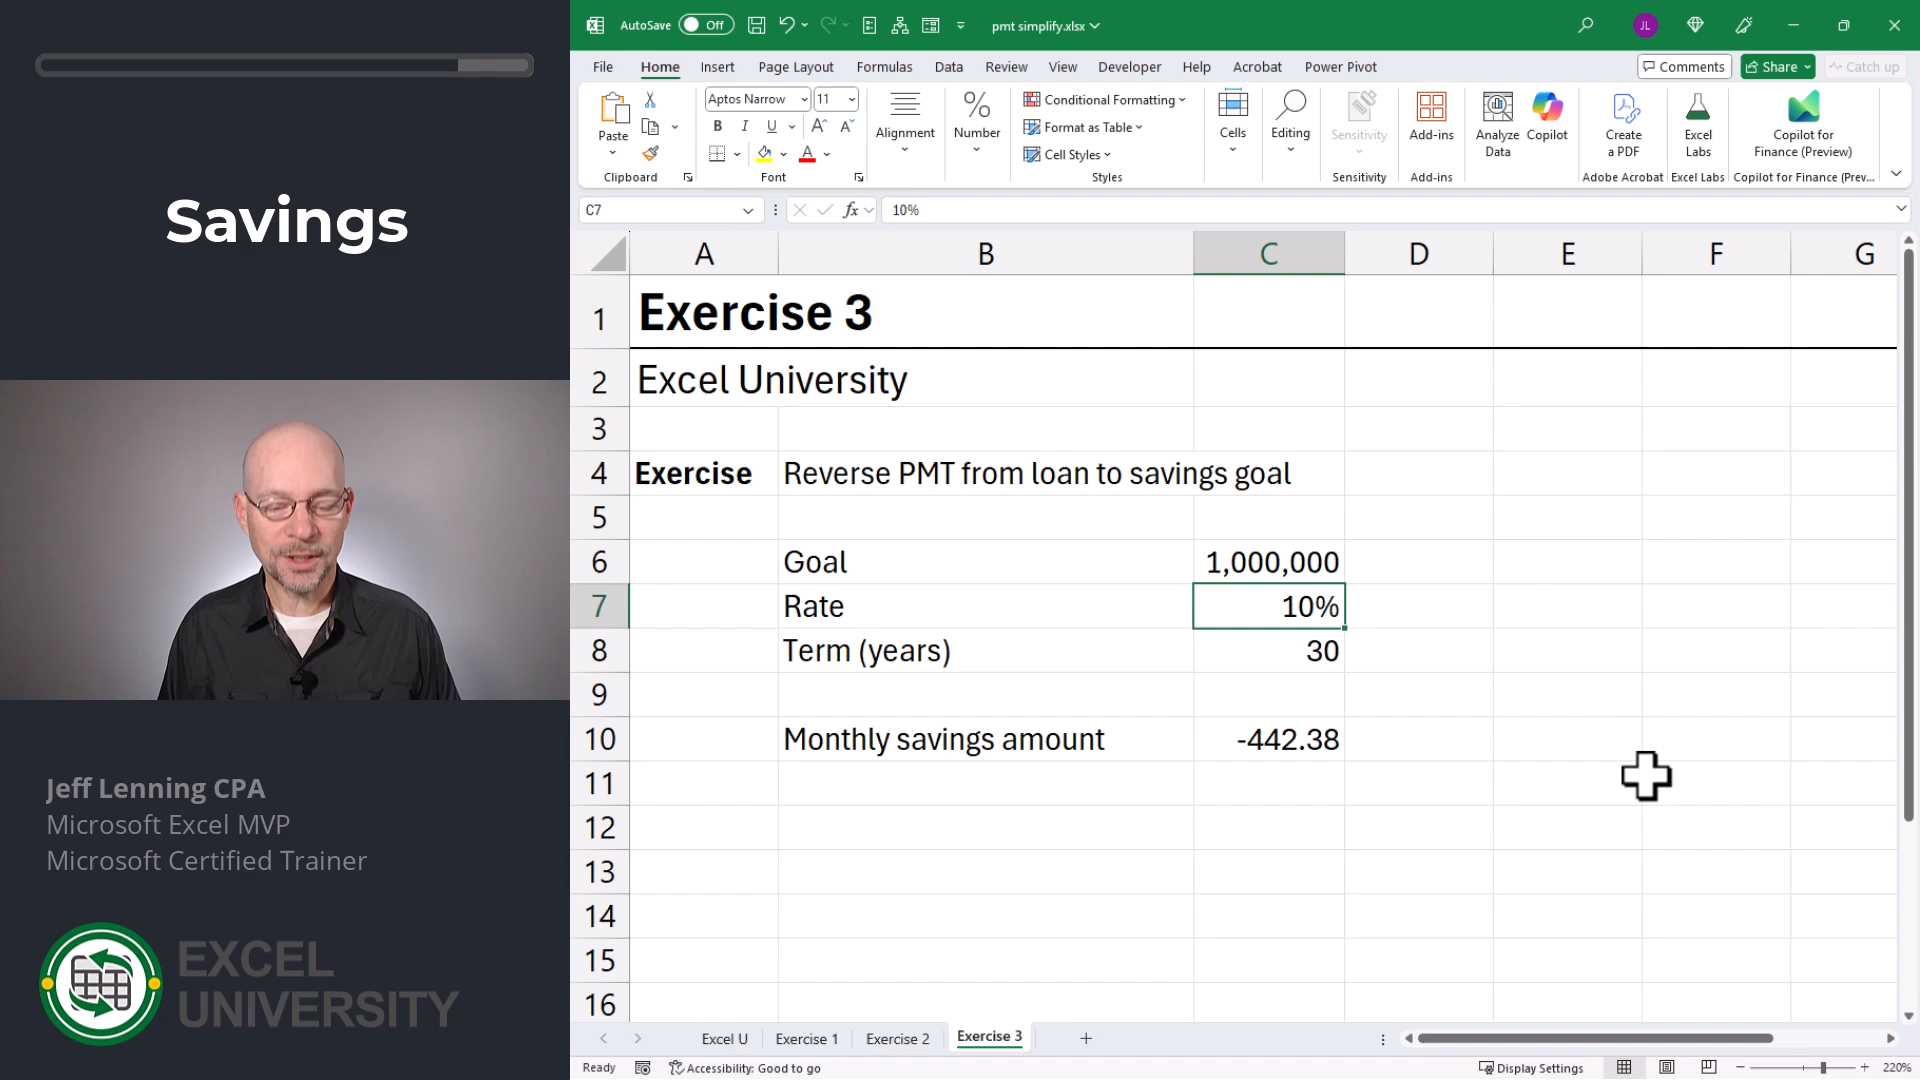 Savings
Jeff Lenning CPA
Microsoft Excel MVP
Microsoft Certified Trainer
EXCEL
UNIVERSITY
AutoSave Off
pmt simplify.xlsx
JL
File Home Insert Page Layout Formulas Data Review View Developer Help Acrobat Power Pivot
Comments Share Catch up
Paste
Clipboard
Aptos Narrow 11
B I U A A
A
Font
Alignment
%
Number
Conditional Formatting
Format as Table
Cell Styles
Styles
Cells
Editing
Sensitivity
Sensitivity
Add-ins
Add-ins
Analyze
Data
Copilot
Create
a PDF
Adobe Acrobat
Excel
Labs
Excel Labs
Copilot for
Finance (Preview)
Copilot for Finance (Prev...
C7 fx 10%
A B C D E F G
1 Exercise 3
2 Excel University
3
4 Exercise Reverse PMT from loan to savings goal
5
6 Goal 1,000,000
7 Rate 10%
8 Term (years) 30
9
10 Monthly savings amount -442.38
11
12
13
14
15
16
Excel U Exercise 1 Exercise 2 Exercise 3 +
Ready Accessibility: Good to go Display Settings − + 220%